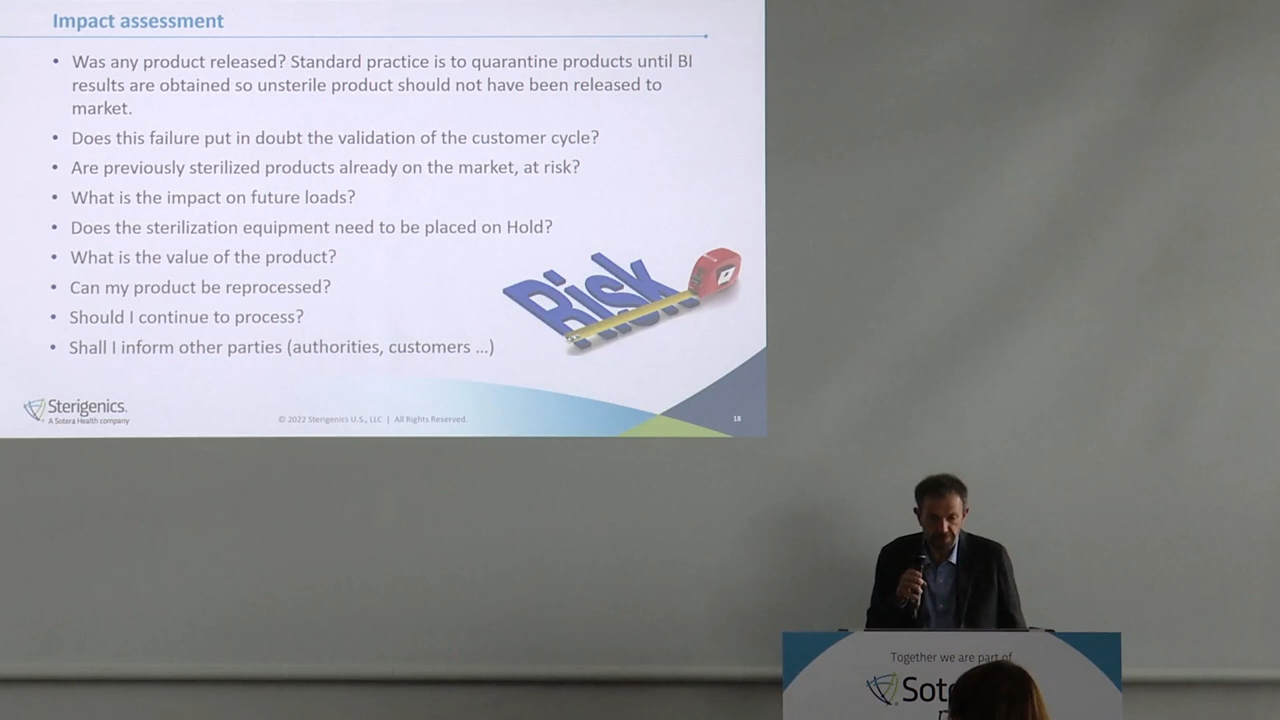 Impact assessment
• Was any product released? Standard practice is to quarantine products until BI
results are obtained so unsterile product should not have been released to
market.
• Does this failure put in doubt the validation of the customer cycle?
• Are previously sterilized products already on the market, at risk?
• What is the impact on future loads?
• Does the sterilization equipment need to be placed on Hold?
• What is the value of the product?
• Can my product be reprocessed?
• Should I continue to process?
• Shall I inform other parties (authorities, customers ...)
Risk
Sterigenics.
A Sotera Health company
© 2022 Sterigenics U.S., LLC | All Rights Reserved.
18
Together we are part of